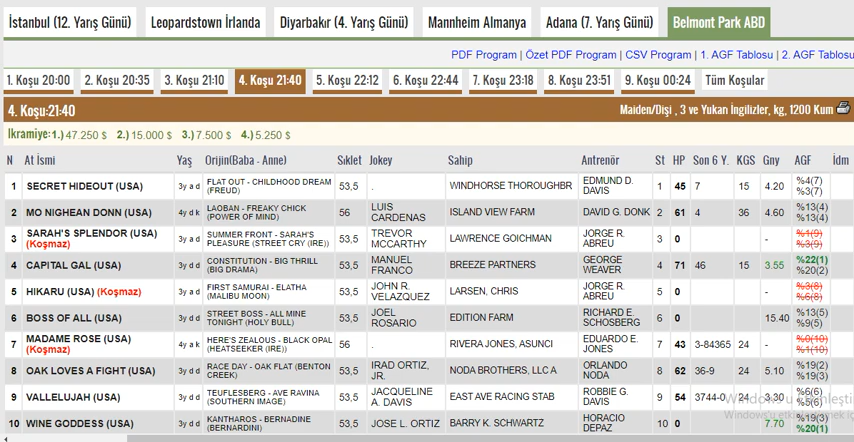 İstanbul (12. Yarış Günü) Leopardstown İrlanda Diyarbakır (4. Yarış Günü) Mannheim Almanya Adana (7. Yarış Günü) Belmont Park ABD
PDF Program | Özet PDF Program | CSV Program | 1. AGF Tablosu | 2. AGF Tablosu
1. Koşu 20:00 2. Koşu 20:35 3. Koşu 21:10 4. Koşu 21:40 5. Koşu 22:12 6. Koşu 22:44 7. Koşu 23:18 8. Koşu 23:51 9. Koşu 00:24 Tüm Koşular
4. Koşu:21:40 Maiden/Dişi , 3 ve Yukarı İngilizler, kg, 1200 Kum
İkramiye:1.) 47.250 $ 2.) 15.000 $ 3.) 7.500 $ 4.) 5.250 $
N At İsmi Yaş Orijin(Baba - Anne) Sıklet Jokey Sahip Antrenör St HP Son 6 Y. KGS Gny AGF İdm
1 SECRET HIDEOUT (USA) 3y a d FLAT OUT - CHILDHOOD DREAM (FREUD) 53,5 . WINDHORSE THOROUGHBR EDMUND D. DAVIS 1 45 7 15 4.20 %4(7) %3(7)
2 MO NIGHEAN DONN (USA) 4y d k LAOBAN - FREAKY CHICK (POWER OF MIND) 56 LUIS CARDENAS ISLAND VIEW FARM DAVID G. DONK 2 61 4 36 4.60 %13(4) %13(4)
3 SARAH'S SPLENDOR (USA) (Koşmaz) 3y a d SUMMER FRONT - SARAH'S PLEASURE (STREET CRY (IRE)) 53,5 TREVOR MCCARTHY LAWRENCE GOICHMAN JORGE R. ABREU 3 0 - %1(9) %3(9)
4 CAPITAL GAL (USA) 3y d d CONSTITUTION - BIG THRILL (BIG DRAMA) 53,5 MANUEL FRANCO BREEZE PARTNERS GEORGE WEAVER 4 71 46 15 3.55 %22(1) %20(2)
5 HIKARU (USA) (Koşmaz) 3y a d FIRST SAMURAI - ELATHA (MALIBU MOON) 53,5 JOHN R. VELAZQUEZ LARSEN, CHRIS JORGE R. ABREU 5 0 - %3(8) %6(8)
6 BOSS OF ALL (USA) 3y d d STREET BOSS - ALL MINE TONIGHT (HOLY BULL) 53,5 JOEL ROSARIO EDITION FARM RICHARD E. SCHOSBERG 6 0 15.40 %13(5) %9(5)
7 MADAME ROSE (USA) (Koşmaz) 4y a k HERE'S ZEALOUS - BLACK OPAL (HEATSEEKER (IRE)) 56 . RIVERA JONES, ASUNCI EDUARDO E. JONES 7 43 3-84365 24 - %0(10) %1(10)
8 OAK LOVES A FIGHT (USA) 3y d d RACE DAY - OAK FLAT (BENTON CREEK) 53,5 IRAD ORTIZ, JR. NODA BROTHERS, LLC A ORLANDO NODA 8 62 36-9 24 5.10 %19(2) %19(3)
9 VALLELUJAH (USA) 3y d d TEUFLESBERG - AVE RAVINA (SOUTHERN IMAGE) 53,5 JACQUELINE A. DAVIS EAST AVE RACING STAB ROBBIE G. DAVIS 9 54 3744-0 24 3.30 %6(6) %5(6)
10 WINE GODDESS (USA) 3y d d KANTHAROS - BERNADINE (BERNARDINI) 53,5 JOSE L. ORTIZ BARRY K. SCHWARTZ HORACIO DEPAZ 10 0 7.70 %19(3) %20(1)